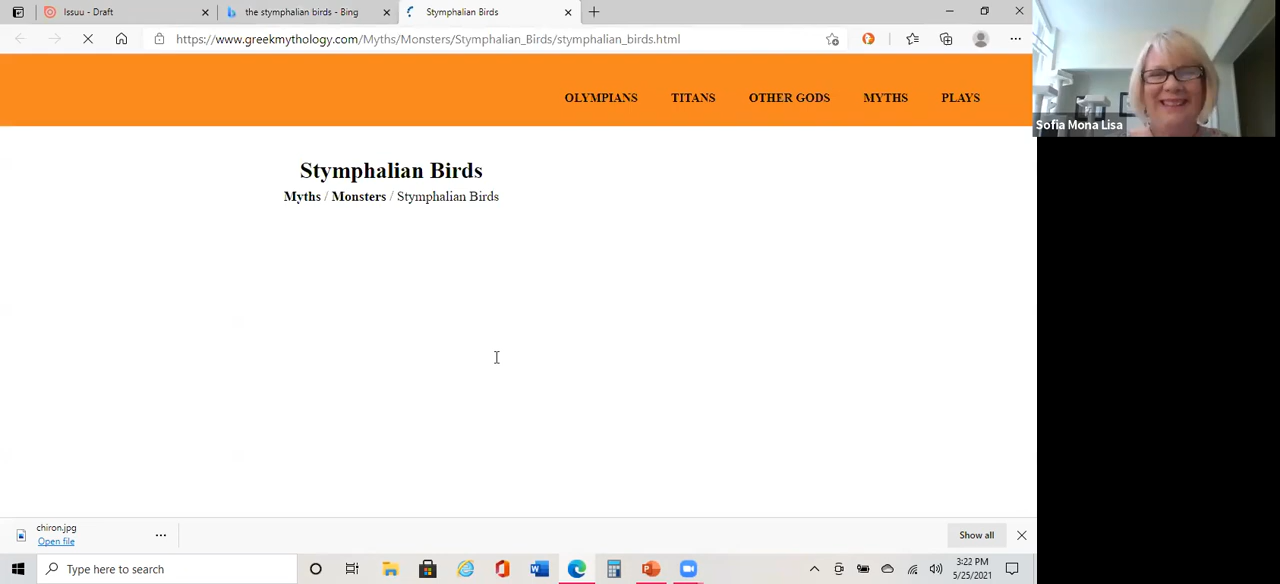 Issuu - Draft
the stymphalian birds - Bing
Stymphalian Birds
https://www.greekmythology.com/Myths/Monsters/Stymphalian_Birds/stymphalian_birds.html
OLYMPIANS TITANS OTHER GODS MYTHS PLAYS
Sofia Mona Lisa
Stymphalian Birds
Myths / Monsters / Stymphalian Birds
chiron.jpg
Open file
Show all
Type here to search
3:22 PM
5/25/2021